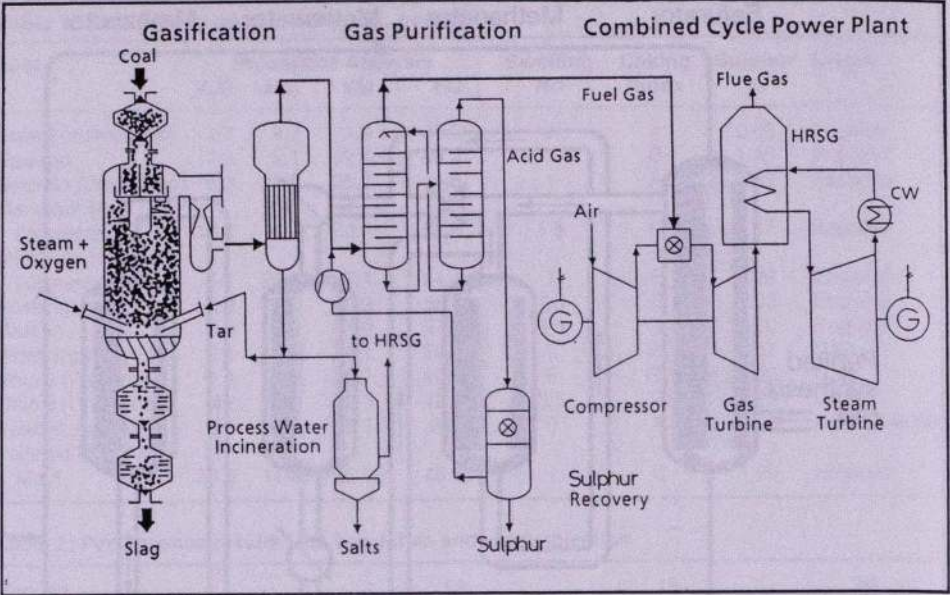 Gasification
Gas Purification
Combined Cycle Power Plant
Coal
Fuel Gas
Flue Gas
HRSG
Acid Gas
CW
Air
Steam +
Oxygen
Tar
G
G
to HRSG
Process Water
Incineration
Compressor
Gas
Turbine
Steam
Turbine
Sulphur
Recovery
Slag
Salts
Sulphur